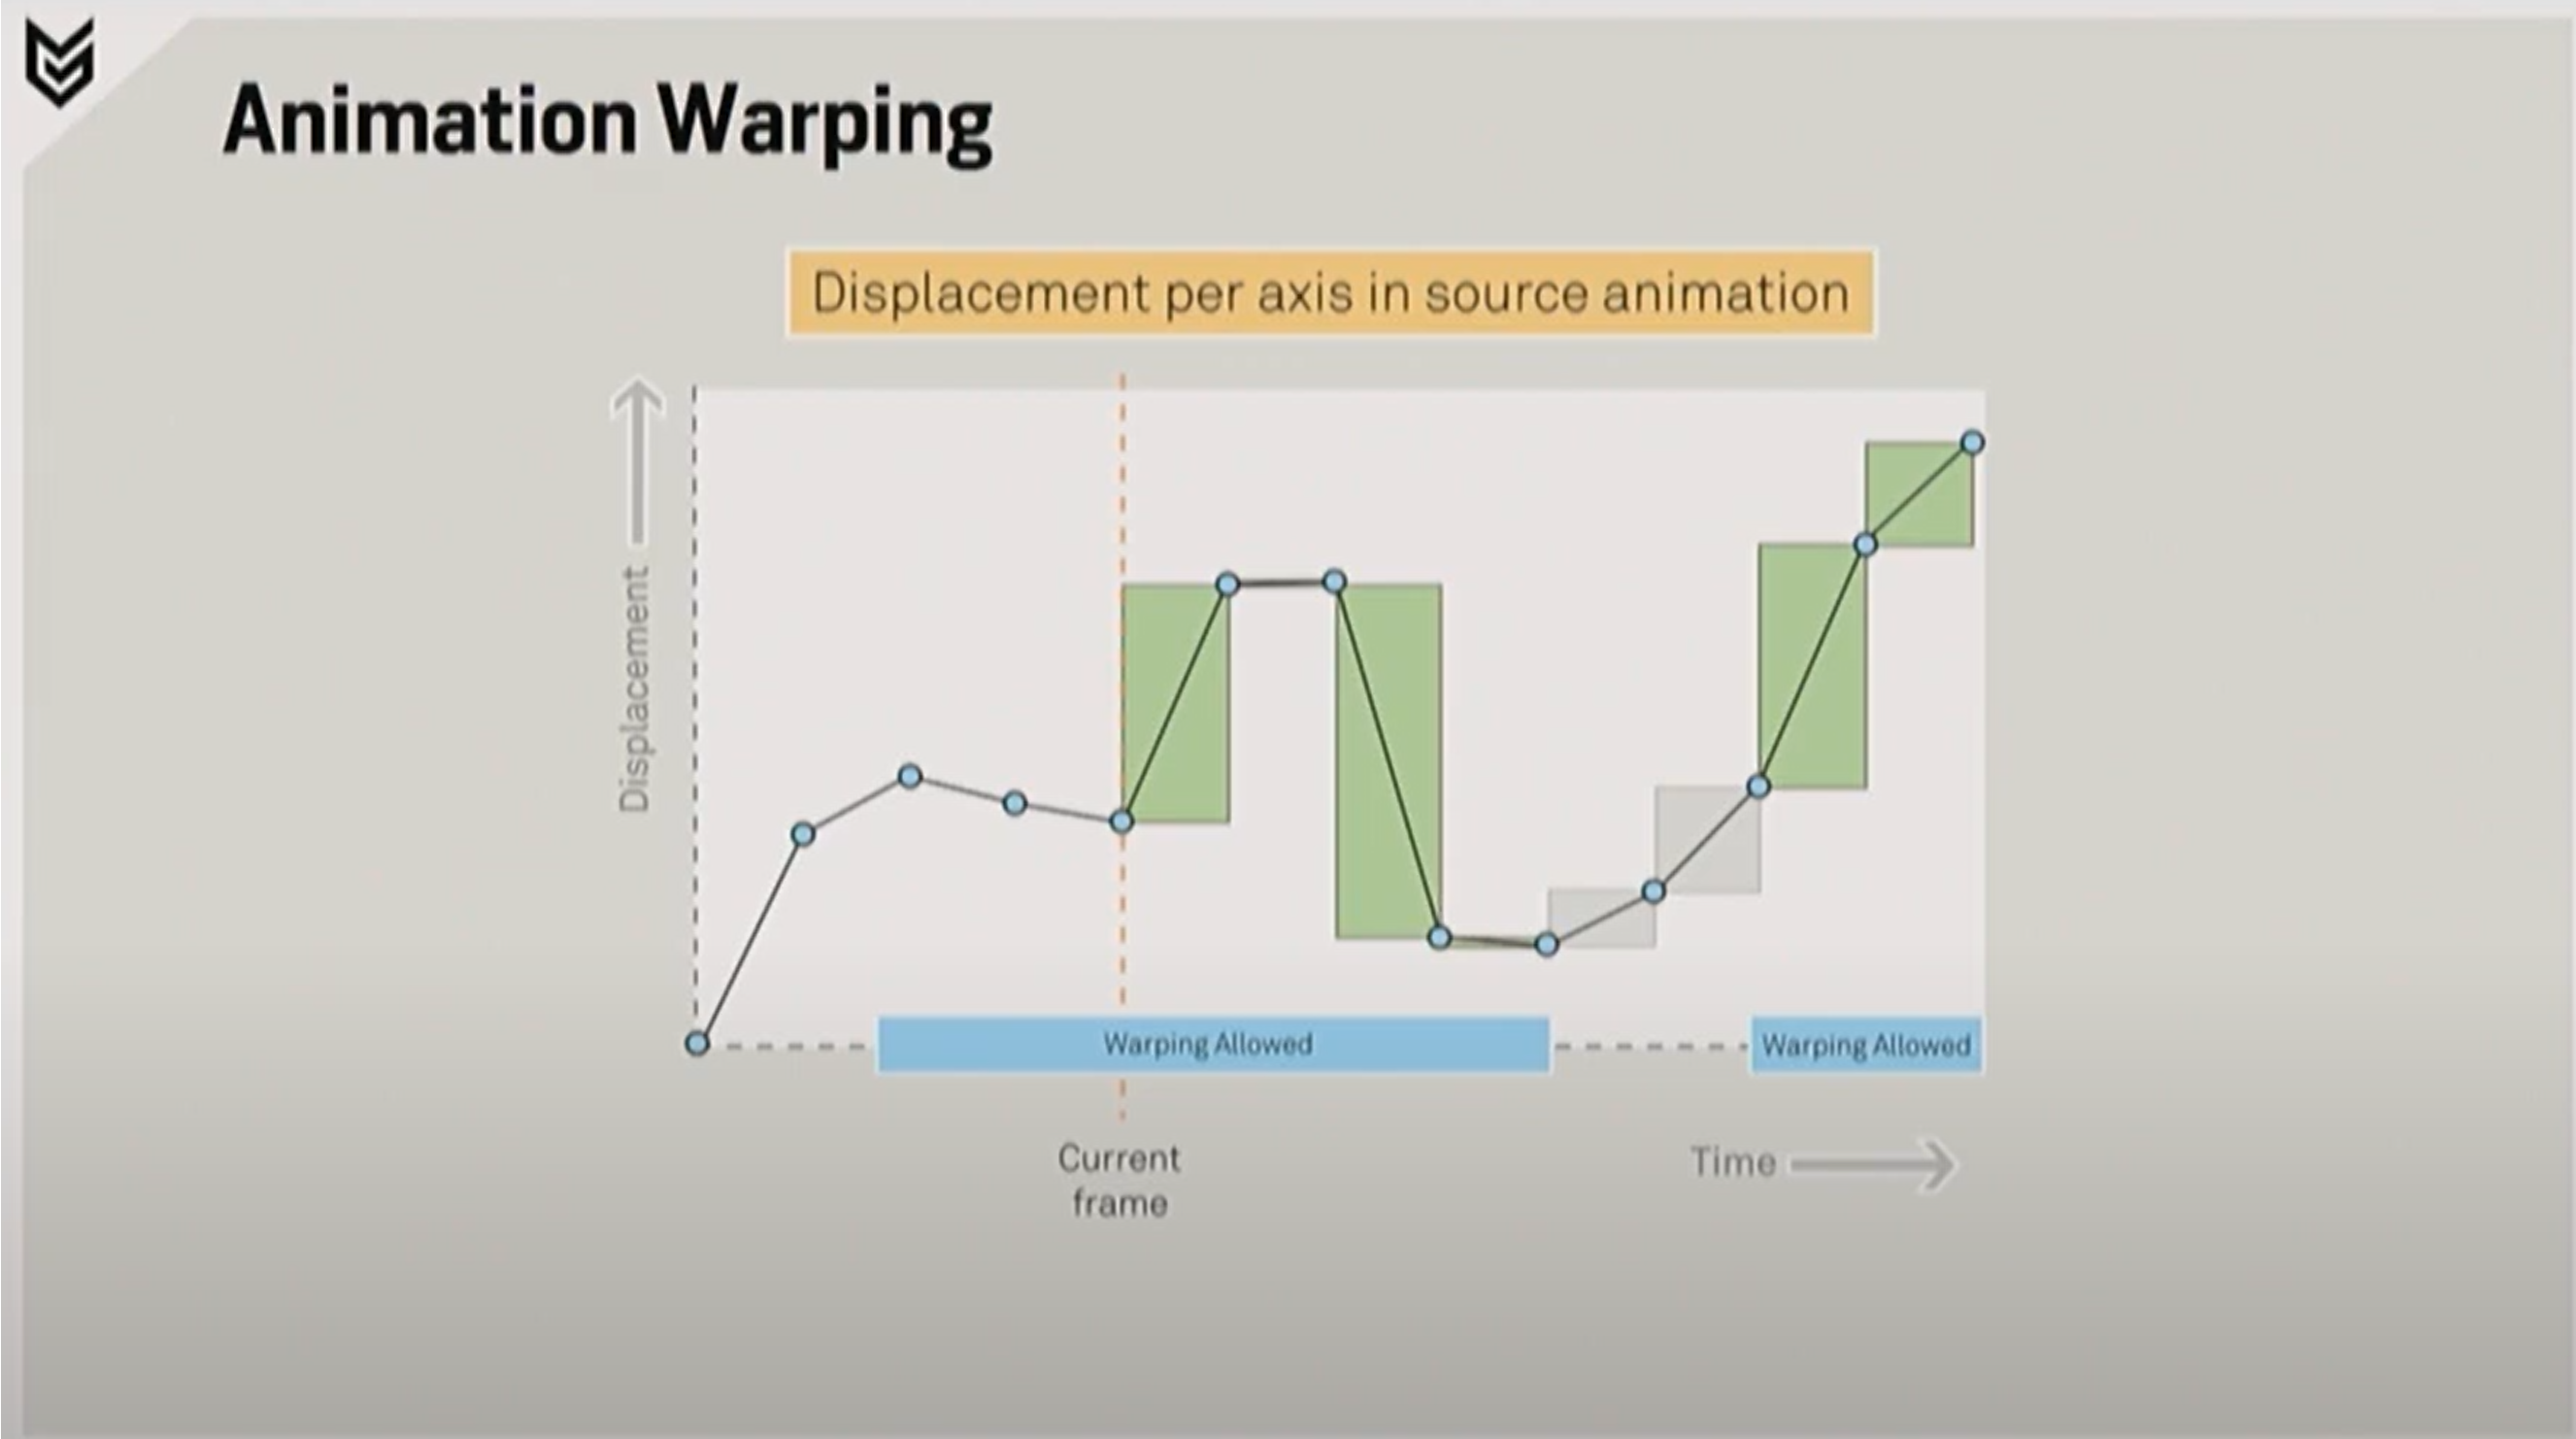 Animation Warping
Displacement per axis in source animation
Displacement
Warping Allowed
Warping Allowed
Current
frame
Time